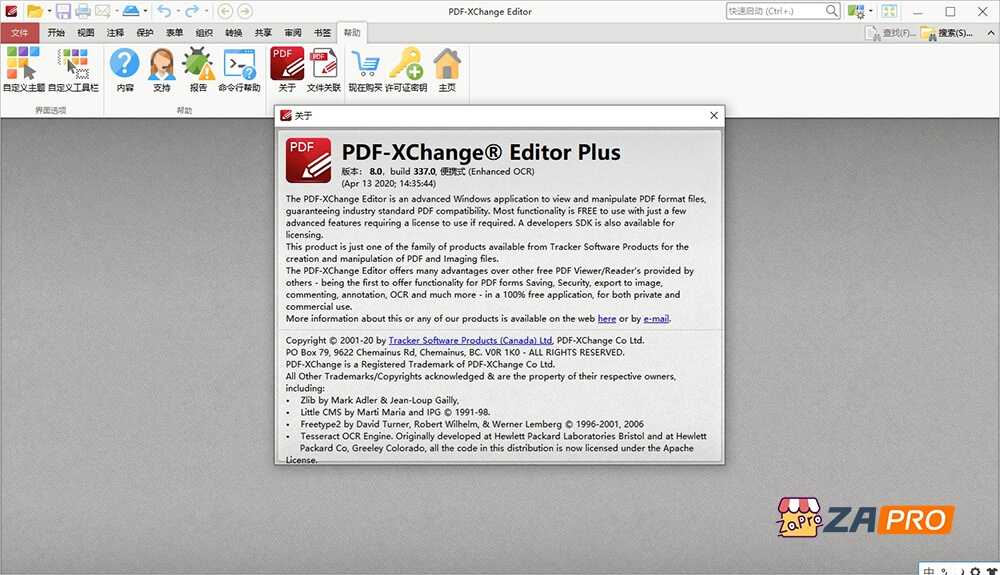 PDF-XChange Editor
快速启动 (Ctrl+.)
文件 开始 视图 注释 保护 表单 组织 转换 共享 审阅 书签 帮助
查找(F)... 搜索(S)...
自定义主题 自定义工具栏 内容 支持 报告 命令行帮助 关于 文件关联 现在购买 许可证密钥 主页
界面选项 帮助
关于
PDF
PDF-XChange® Editor Plus
版本: 8.0, build 337.0, 便携式 (Enhanced OCR)
(Apr 13 2020; 14:35:44)
The PDF-XChange Editor is an advanced Windows application to view and manipulate PDF format files,
guaranteeing industry standard PDF compatibility. Most functionality is FREE to use with just a few
advanced features requiring a license to use if required. A developers SDK is also available for
licensing.
This product is just one of the family of products available from Tracker Software Products for the
creation and manipulation of PDF and Imaging files.
The PDF-XChange Editor offers many advantages over other free PDF Viewer/Reader's provided by
others - being the first to offer functionality for PDF forms Saving, Security, export to image,
commenting, annotation, OCR and much more - in a 100% free application, for both private and
commercial use.
More information about this or any of our products is available on the web here or by e-mail.
Copyright © 2001-20 by Tracker Software Products (Canada) Ltd, PDF-XChange Co Ltd.
PO Box 79, 9622 Chemainus Rd, Chemainus, BC. V0R 1K0 - ALL RIGHTS RESERVED.
PDF-XChange is a Registered Trademark of PDF-XChange Co Ltd.
All Other Trademarks/Copyrights acknowledged & are the property of their respective owners,
including:
• Zlib by Mark Adler & Jean-Loup Gailly,
• Little CMS by Marti Maria and IPG © 1991-98.
• Freetype2 by David Turner, Robert Wilhelm, & Werner Lemberg © 1996-2001, 2006
• Tesseract OCR Engine. Originally developed at Hewlett Packard Laboratories Bristol and at Hewlett
Packard Co, Greeley Colorado, all the code in this distribution is now licensed under the Apache
License.
ZaPro ZAPRO
中